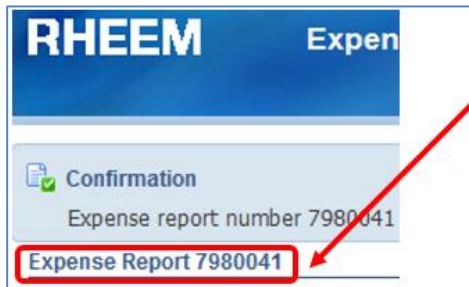 RHEEM Expen
Confirmation
Expense report number 7980041
Expense Report 7980041